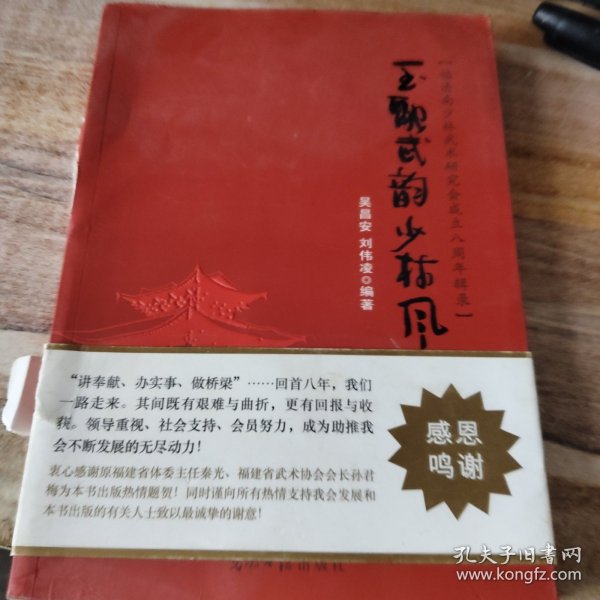 玉融武韵少林风
【福清南少林武术研究会成立八周年辑录】
吴昌安 刘伟凌◎编著
“讲奉献、办实事、做桥梁”……回首八年，我们
一路走来。其间既有艰难与曲折，更有回报与收
获。领导重视、社会支持、会员努力，成为助推我
会不断发展的无尽动力！
衷心感谢原福建省体委主任秦光、福建省武术协会会长孙君
梅为本书出版热情题贺！同时谨向所有热情支持我会发展和
本书出版的有关人士致以最诚挚的谢意！
感恩
鸣谢
出版社
孔夫子旧书网
www.kongfz.com